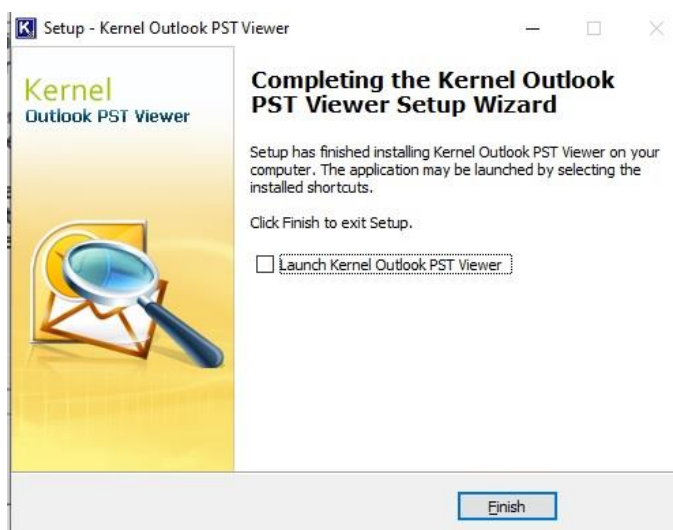 Setup - Kernel Outlook PST Viewer
Kernel
Outlook PST Viewer
Completing the Kernel Outlook
PST Viewer Setup Wizard
Setup has finished installing Kernel Outlook PST Viewer on your
computer. The application may be launched by selecting the
installed shortcuts.
Click Finish to exit Setup.
Launch Kernel Outlook PST Viewer
Finish